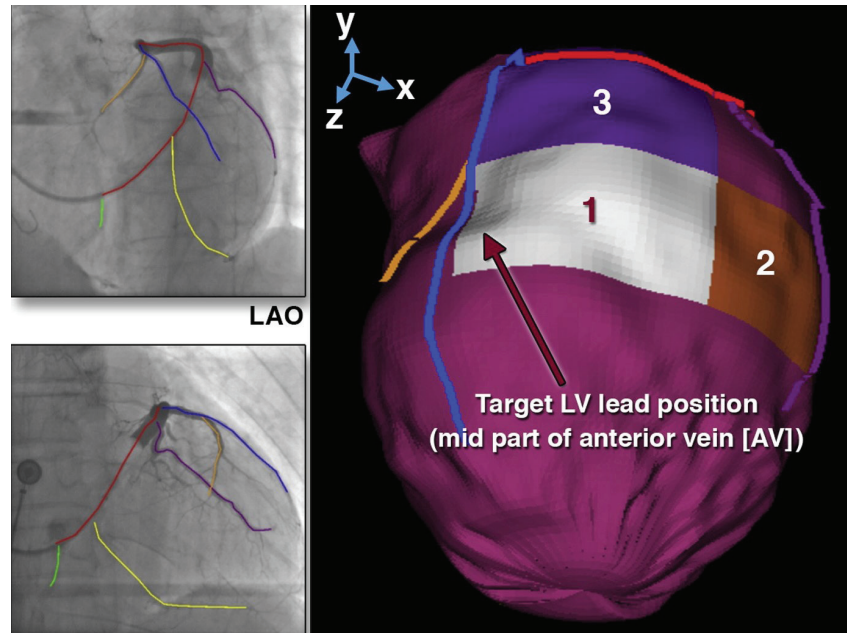 LAO
y
x
z
3
1
2
Target LV lead position
(mid part of anterior vein [AV])